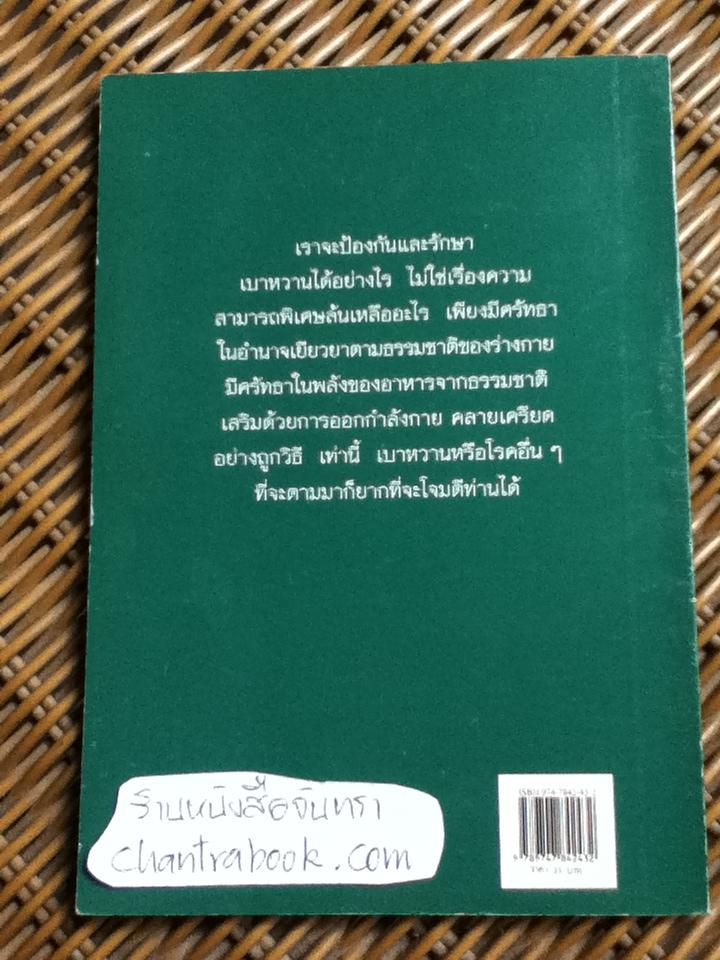 เราจะป้องกันและรักษา
เบาหวานได้อย่างไร ไม่ใช่เรื่องความ
สามารถพิเศษล้นเหลืออะไร เพียงมีศรัทธา
ในอำนาจเยียวยาตามธรรมชาติของร่างกาย
มีศรัทธาในพลังของอาหารจากธรรมชาติ
เสริมด้วยการออกกำลังกาย คลายเครียด
อย่างถูกวิธี เท่านี้ เบาหวานหรือโรคอื่น ๆ
ที่จะตามมาก็ยากที่จะโจมตีท่านได้
ร้านหนังสือจันทรา
chantrabook.com
ISBN 974-7842-43-2
9 789747 842432
บาท